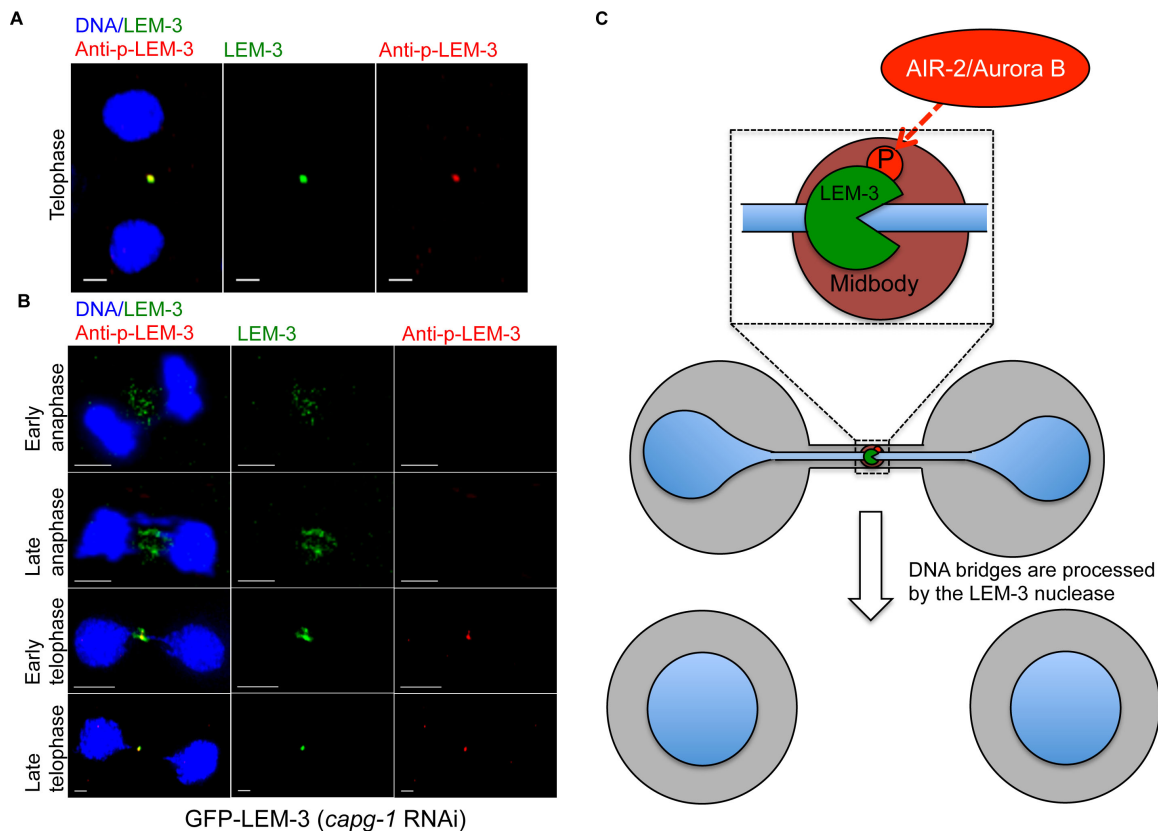 A
DNA/LEM-3
Anti-p-LEM-3
LEM-3
Anti-p-LEM-3
Telophase
B
DNA/LEM-3
Anti-p-LEM-3
LEM-3
Anti-p-LEM-3
Early
anaphase
Late
anaphase
Early
telophase
Late
telophase
GFP-LEM-3 (capg-1 RNAi)
C
AIR-2/Aurora B
P
LEM-3
Midbody
DNA bridges are processed
by the LEM-3 nuclease